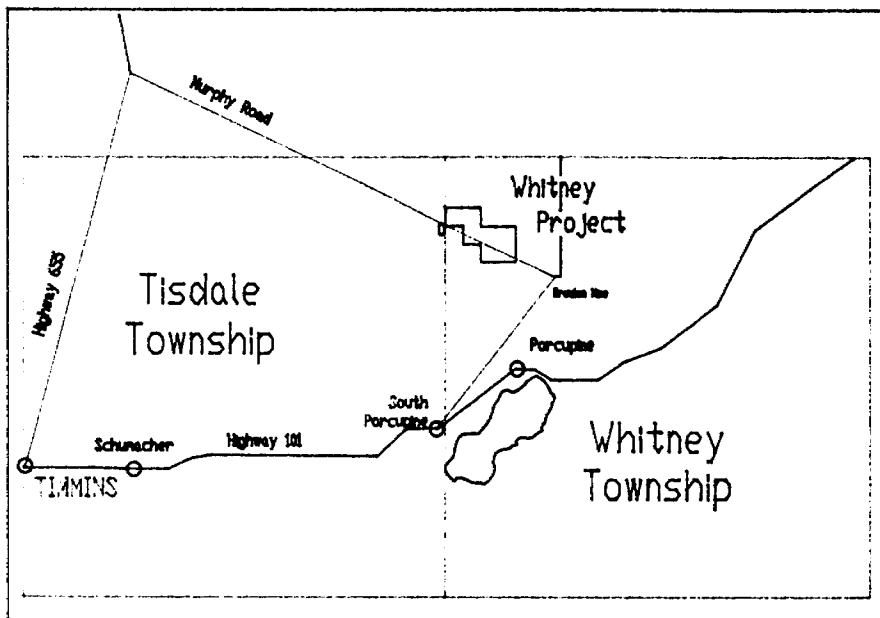 Murphy Road
Whitney
Project
Highway 655
Tisdale
Township
Porcupine
South
Porcupine
Schumacher
Highway 101
Whitney
Township
TIMMINS